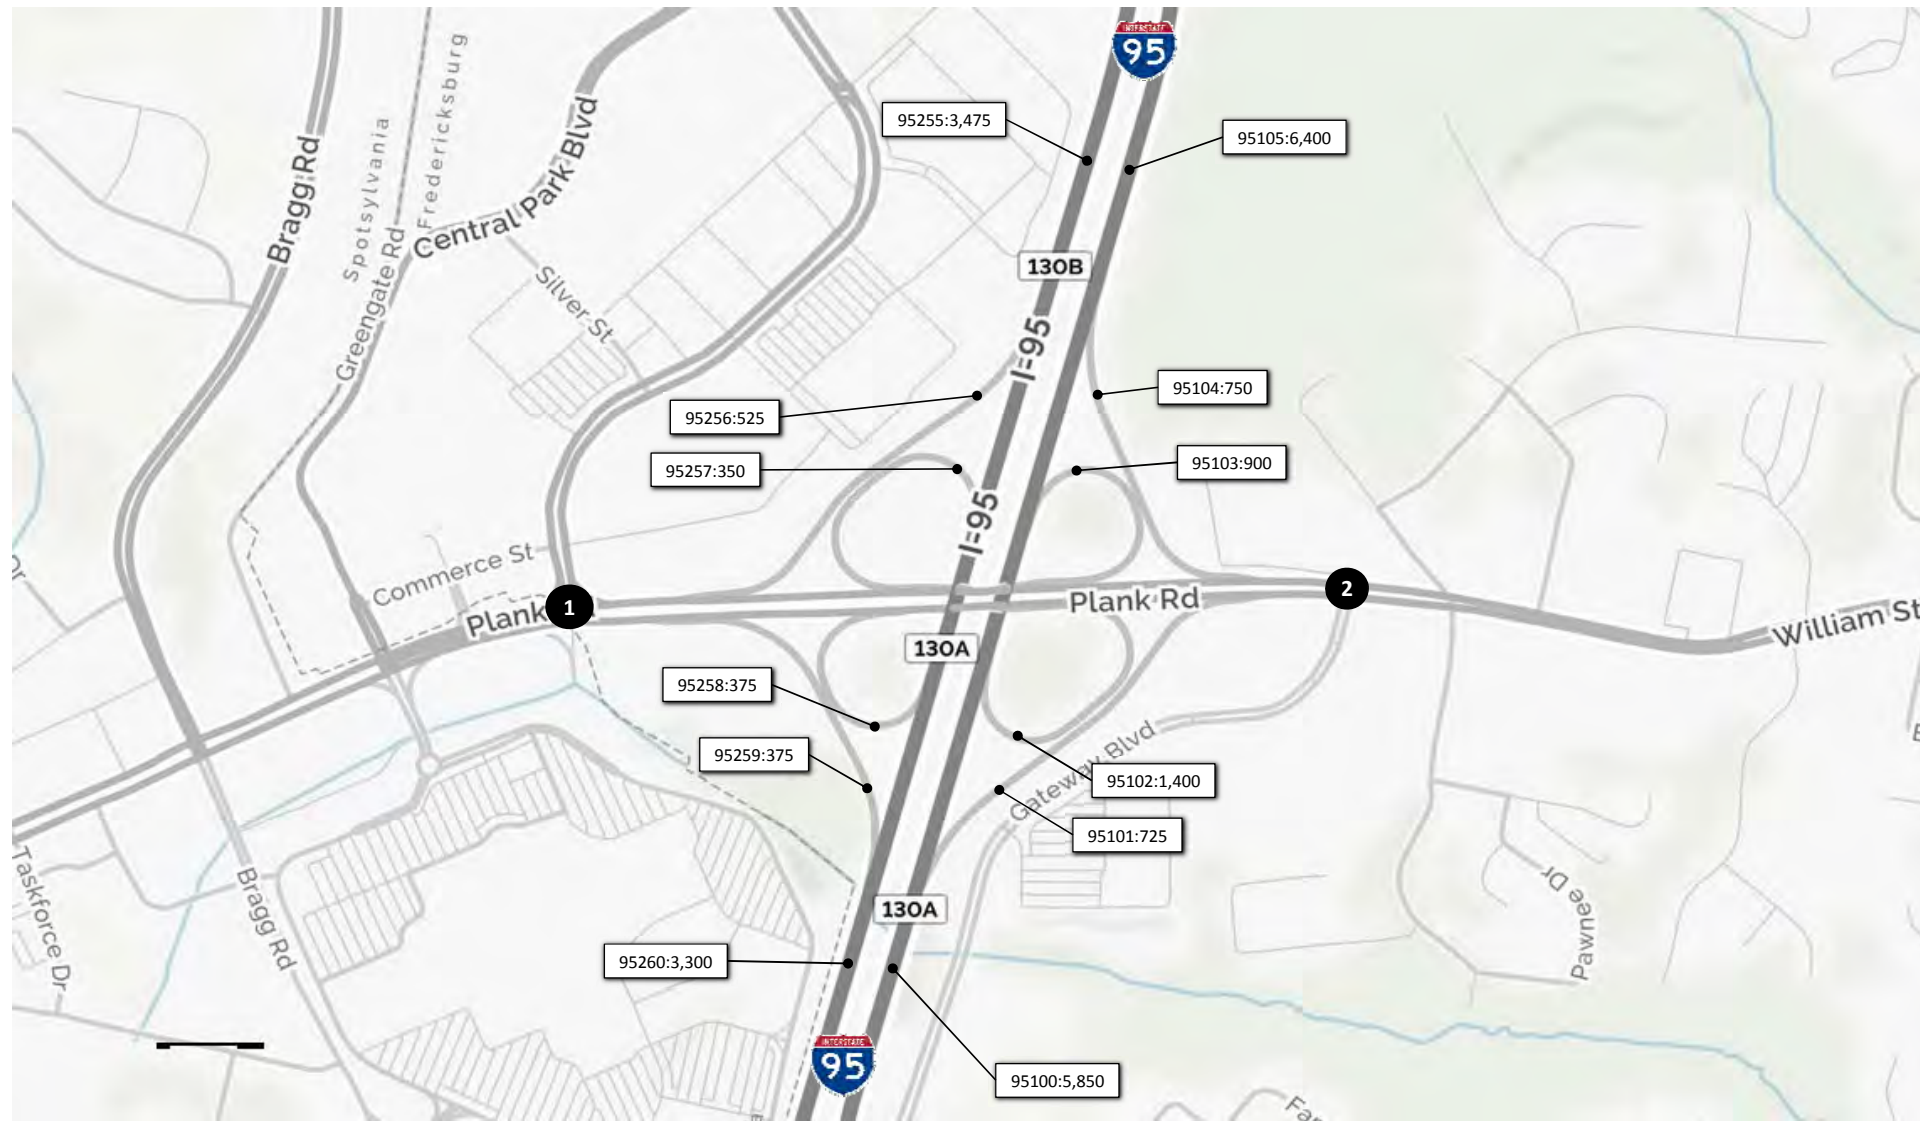 INTERSTATE
95
95255:3,475
95105:6,400
Bragg Rd
Spotsylvania
Fredericksburg
Central Park Blvd
Greengate Rd
Silver St
130B
I-95
95256:525
95104:750
95257:350
95103:900
I-95
Commerce St
Plank
1
Plank Rd
2
William St
130A
95258:375
95259:375
Gateway Blvd
95102:1,400
95101:725
Taskforce Dr
Bragg Rd
130A
Pawnee Dr
95260:3,300
INTERSTATE
95
95100:5,850